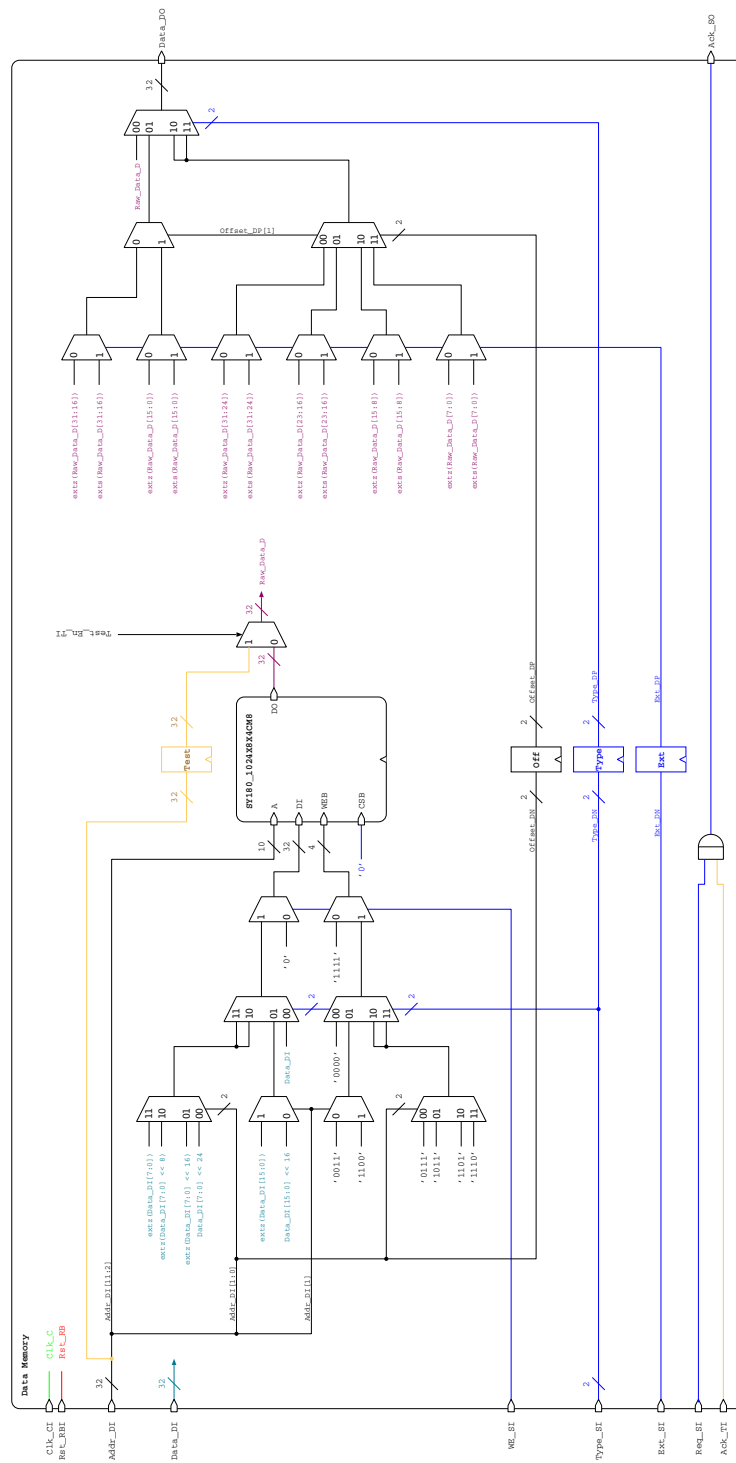 Data Memory
Clk_CI
Clk_C
Rst_RBI
Rst_RB
Addr_DI
32
Addr_DI[11:2]
Data_DI
32
Addr_DI[1:0]
Addr_DI[1]
extz(Data_DI[7:0])
extz(Data_DI[7:0] << 8)
extz(Data_DI[7:0] << 16)
Data_DI[7:0] << 24
11
10
01
00
2
extz(Data_DI[15:0])
Data_DI[15:0] << 16
1
0
'0011'
'1100'
0
1
'0111'
'1011'
'1101'
'1110'
00
01
10
11
2
11
10
01
00
Data_DI
2
'0000'
00
01
10
11
2
1
0
'0'
'1111'
0
1
10
32
4
'0'
SY180_1024X8X4CM8
A
DI
WEB
CSB
DO
32
Test
32
Test_En_TI
1
0
32
32
Raw_Data_D
extz(Raw_Data_D[31:16])
exts(Raw_Data_D[31:16])
0
1
extz(Raw_Data_D[15:0])
exts(Raw_Data_D[15:0])
0
1
extz(Raw_Data_D[31:24])
exts(Raw_Data_D[31:24])
0
1
extz(Raw_Data_D[23:16])
exts(Raw_Data_D[23:16])
0
1
extz(Raw_Data_D[15:8])
exts(Raw_Data_D[15:8])
0
1
extz(Raw_Data_D[7:0])
exts(Raw_Data_D[7:0])
0
1
0
1
Offset_DP[1]
00
01
10
11
2
Raw_Data_D
00
01
10
11
2
32
Data_DO
Offset_DN
2
Off
2
Offset_DP
WE_SI
Type_SI
2
Type_DN
2
Type
2
Type_DP
Ext_SI
Ext_DN
Ext
Ext_DP
Req_SI
Ack_TI
Ack_SO